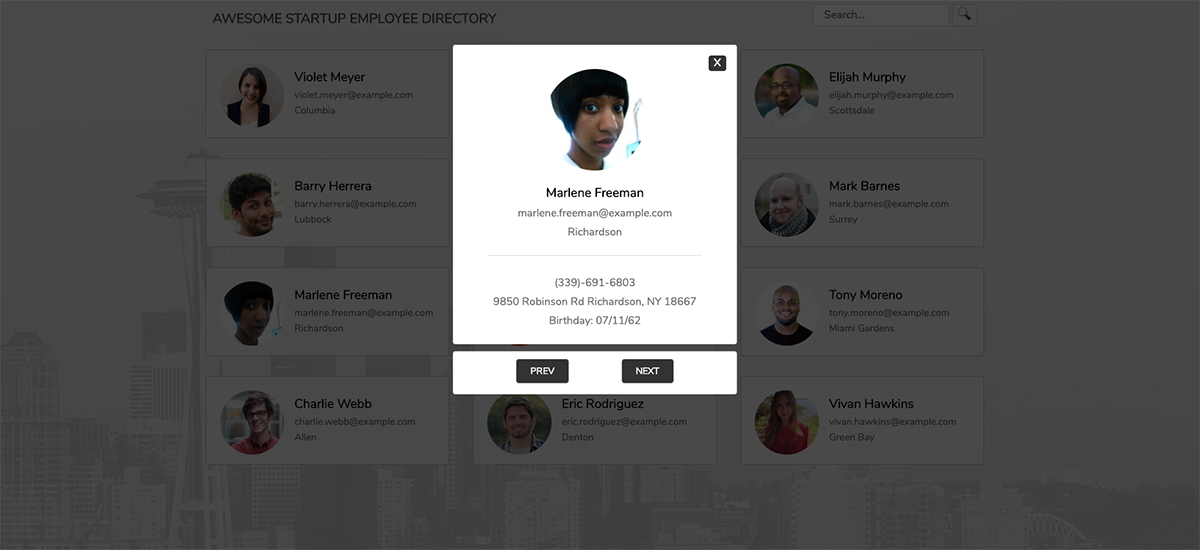 AWESOME STARTUP EMPLOYEE DIRECTORY
Search...
X
Violet Meyer
violet.meyer@example.com
Columbia
Elijah Murphy
elijah.murphy@example.com
Scottsdale
Barry Herrera
barry.herrera@example.com
Lubbock
Marlene Freeman
marlene.freeman@example.com
Richardson
Mark Barnes
mark.barnes@example.com
Surrey
Marlene Freeman
marlene.freeman@example.com
Richardson
(339)-691-6803
9850 Robinson Rd Richardson, NY 18667
Birthday: 07/11/62
Tony Moreno
tony.moreno@example.com
Miami Gardens
PREV
NEXT
Charlie Webb
charlie.webb@example.com
Allen
Eric Rodriguez
eric.rodriguez@example.com
Denton
Vivan Hawkins
vivan.hawkins@example.com
Green Bay